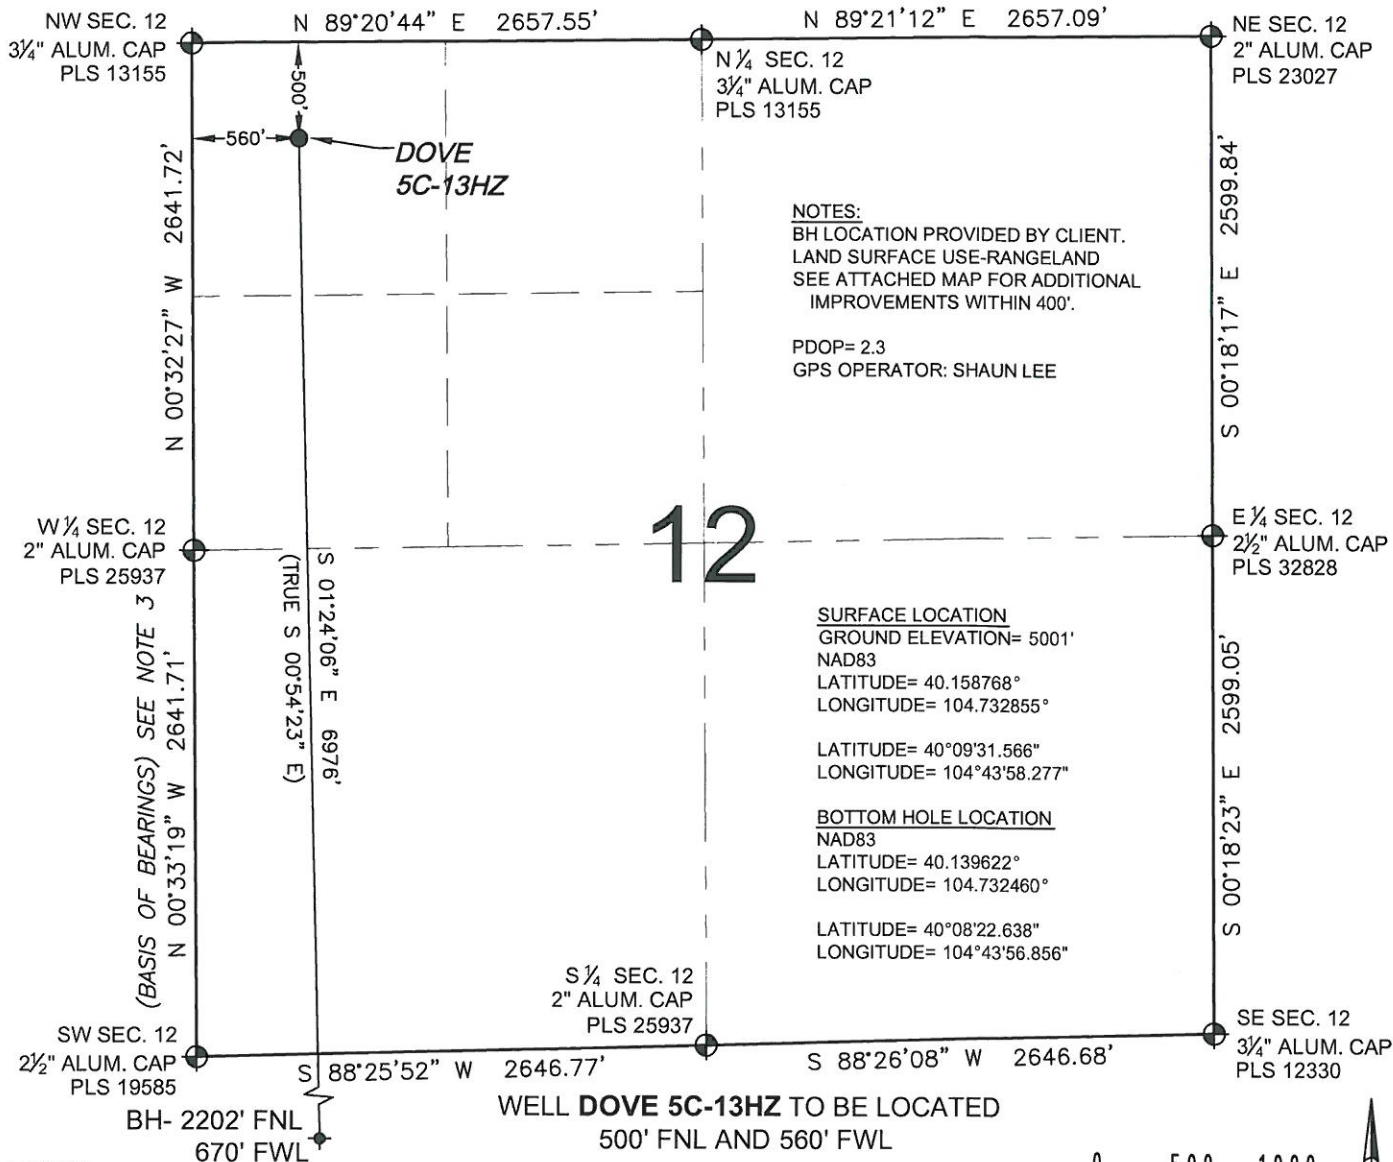 N 89°20'44" E 2657.55'
N 89°21'12" E 2657.09'
NW SEC. 12
3¼" ALUM. CAP
PLS 13155
N ¼ SEC. 12
3¼" ALUM. CAP
PLS 13155
NE SEC. 12
2" ALUM. CAP
PLS 23027
500'
560'
DOVE
5C-13HZ
N 00°32'27" W 2641.72'
S 00°18'17" E 2599.84'
NOTES:
BH LOCATION PROVIDED BY CLIENT.
LAND SURFACE USE-RANGELAND
SEE ATTACHED MAP FOR ADDITIONAL
IMPROVEMENTS WITHIN 400'.
PDOP= 2.3
GPS OPERATOR: SHAUN LEE
W ¼ SEC. 12
2" ALUM. CAP
PLS 25937
12
E ¼ SEC. 12
2½" ALUM. CAP
PLS 32828
(BASIS OF BEARINGS) SEE NOTE 3
N 00°33'19" W 2641.71'
S 01°24'06" E 6976'
(TRUE S 00°54'23" E)
SURFACE LOCATION
GROUND ELEVATION= 5001'
NAD83
LATITUDE= 40.158768°
LONGITUDE= 104.732855°
LATITUDE= 40°09'31.566"
LONGITUDE= 104°43'58.277"
BOTTOM HOLE LOCATION
NAD83
LATITUDE= 40.139622°
LONGITUDE= 104.732460°
LATITUDE= 40°08'22.638"
LONGITUDE= 104°43'56.856"
S 00°18'23" E 2599.05'
S ¼ SEC. 12
2" ALUM. CAP
PLS 25937
SW SEC. 12
2½" ALUM. CAP
PLS 19585
SE SEC. 12
3¼" ALUM. CAP
PLS 12330
S 88°25'52" W 2646.77'
S 88°26'08" W 2646.68'
BH- 2202' FNL
670' FWL
WELL DOVE 5C-13HZ TO BE LOCATED
500' FNL AND 560' FWL